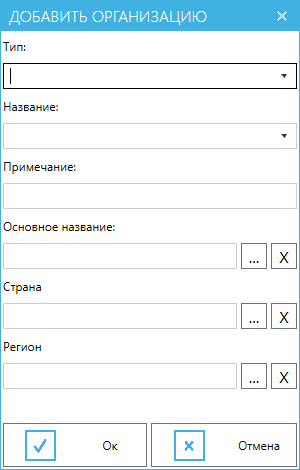 ДОБАВИТЬ ОРГАНИЗАЦИЮ
Тип:
Название:
Примечание:
Основное название:
... X
Страна
... X
Регион
... X
Ок Отмена